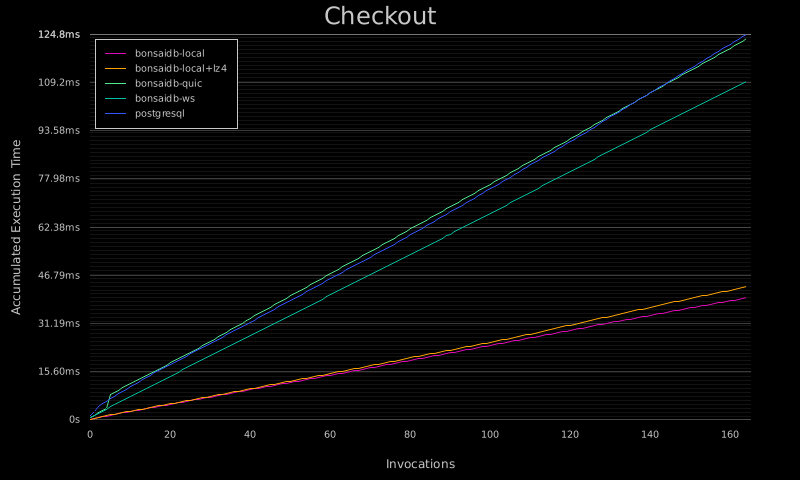 Checkout
124.8ms
109.2ms
93.58ms
77.98ms
62.38ms
46.79ms
31.19ms
15.60ms
0s
Accumulated Execution Time
bonsaidb-local
bonsaidb-local+lz4
bonsaidb-quic
bonsaidb-ws
postgresql
0 20 40 60 80 100 120 140 160
Invocations